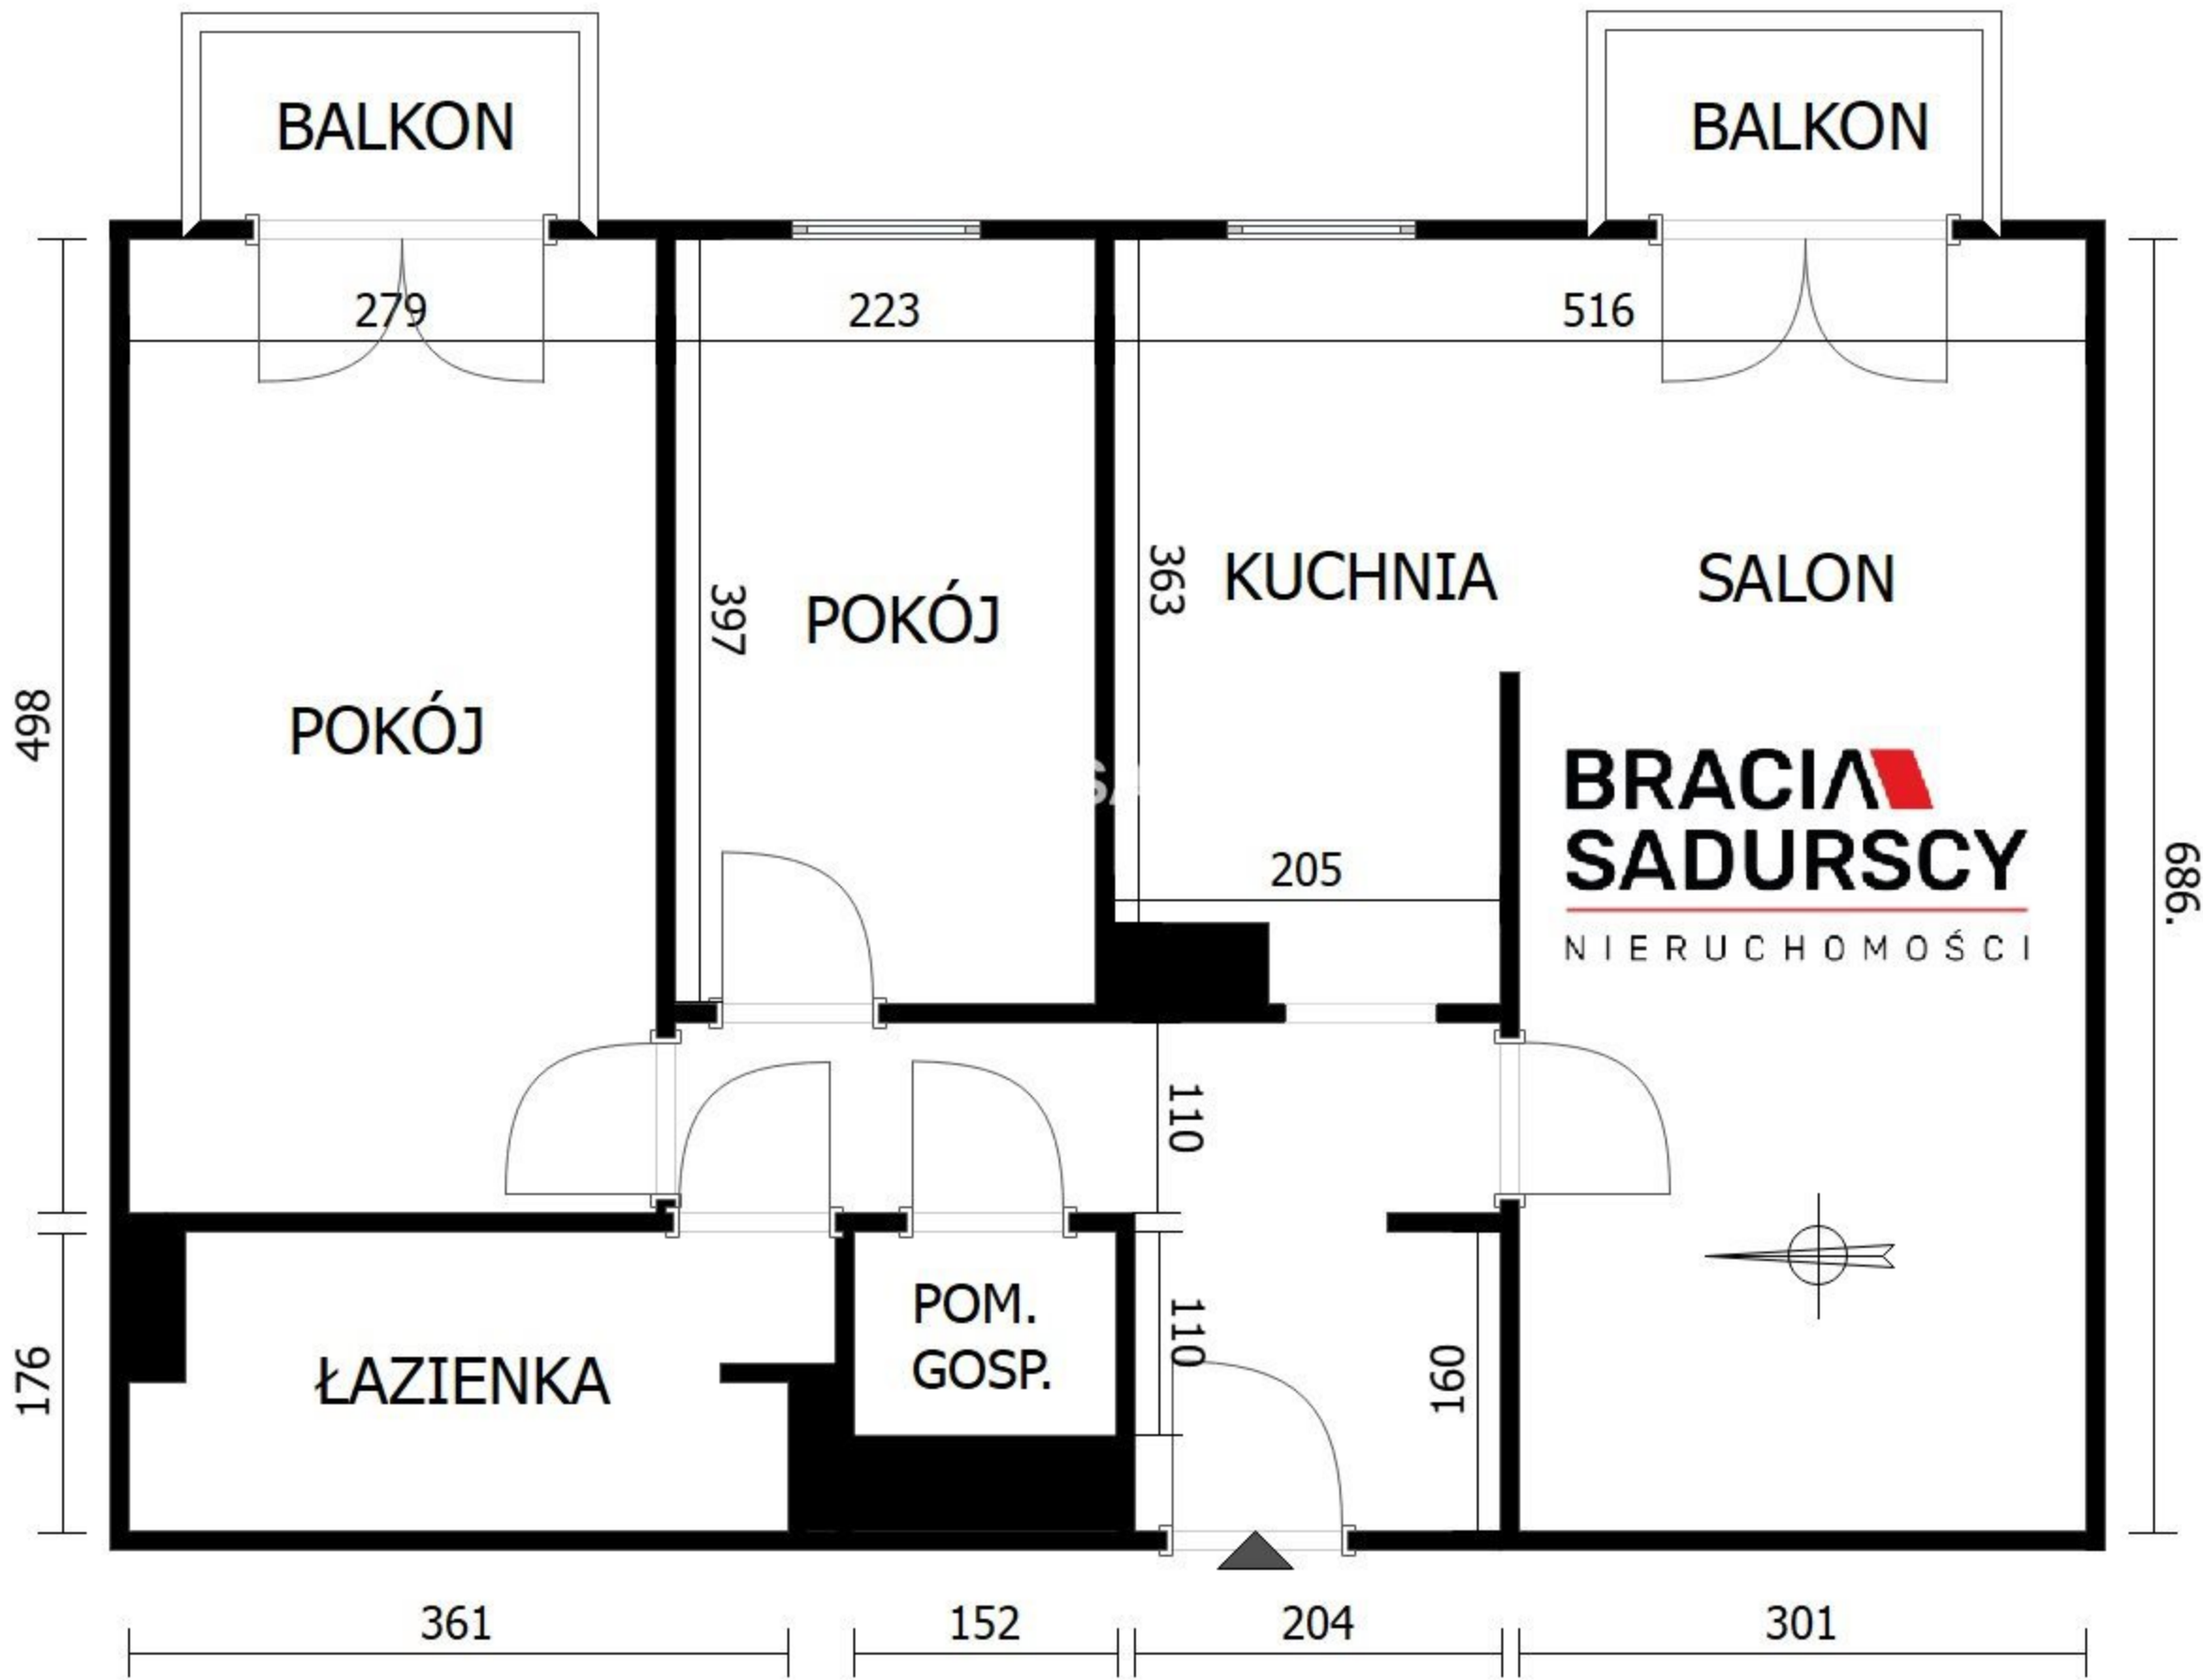 BALKON
BALKON
279
223
516
397
363
KUCHNIA
SALON
POKÓJ
498
POKÓJ
BRACIA
SADURSCY
NIERUCHOMOŚCI
205
686.
110
POM.
GOSP.
110
160
176
ŁAZIENKA
361
152
204
301